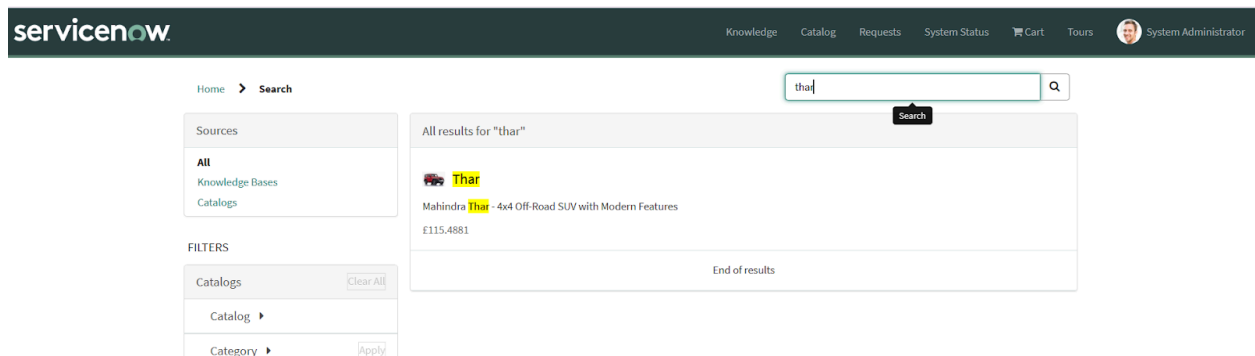 servicenow.
Knowledge Catalog Requests System Status Cart Tours System Administrator
Home > Search
thar
Search
Sources
All
Knowledge Bases
Catalogs
All results for "thar"
Thar
Mahindra Thar - 4x4 Off-Road SUV with Modern Features
£115.4881
End of results
FILTERS
Catalogs Clear All
Catalog
Category Apply